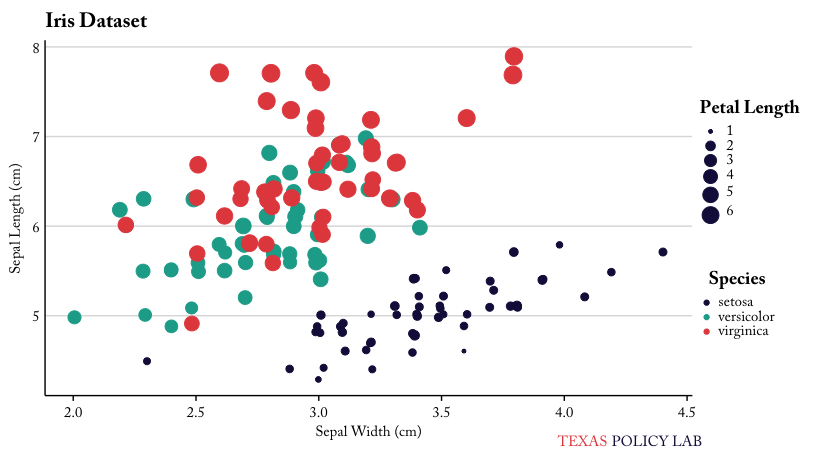 Iris Dataset
8
7
6
5
Sepal Length (cm)
2.0 2.5 3.0 3.5 4.0 4.5
Sepal Width (cm)
Petal Length
1
2
3
4
5
6
Species
setosa
versicolor
virginica
TEXAS POLICY LAB